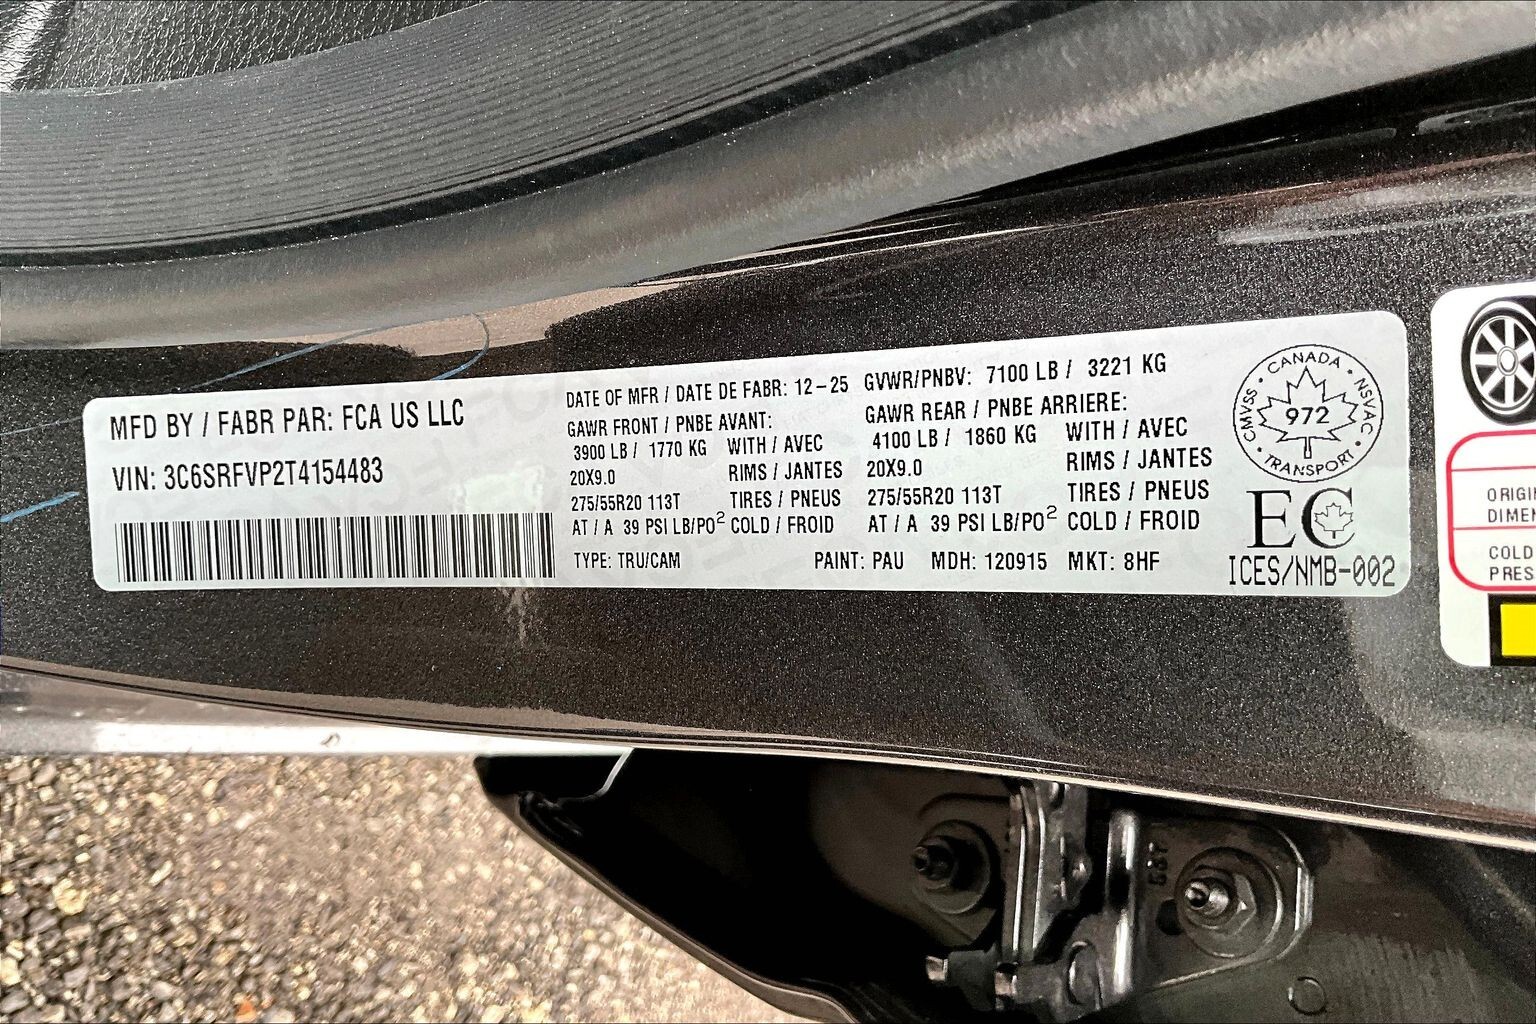 MFD BY / FABR PAR: FCA US LLC
VIN: 3C6SRFVP2T4154483
DATE OF MFR / DATE DE FABR: 12-25 GVWR/PNBV: 7100 LB / 3221 KG
GAWR FRONT / PNBE AVANT: GAWR REAR / PNBE ARRIERE:
3900 LB / 1770 KG WITH / AVEC 4100 LB / 1860 KG WITH / AVEC
20X9.0 RIMS / JANTES 20X9.0 RIMS / JANTES
275/55R20 113T TIRES / PNEUS 275/55R20 113T TIRES / PNEUS
AT / A 39 PSI LB/PO² COLD / FROID AT / A 39 PSI LB/PO² COLD / FROID
TYPE: TRU/CAM PAINT: PAU MDH: 120915 MKT: 8HF
CMVSS · CANADA · NSVAC · TRANSPORT ·
972
EC
ICES/NMB-002
ORIGIN
DIMEN
COLD
PRES